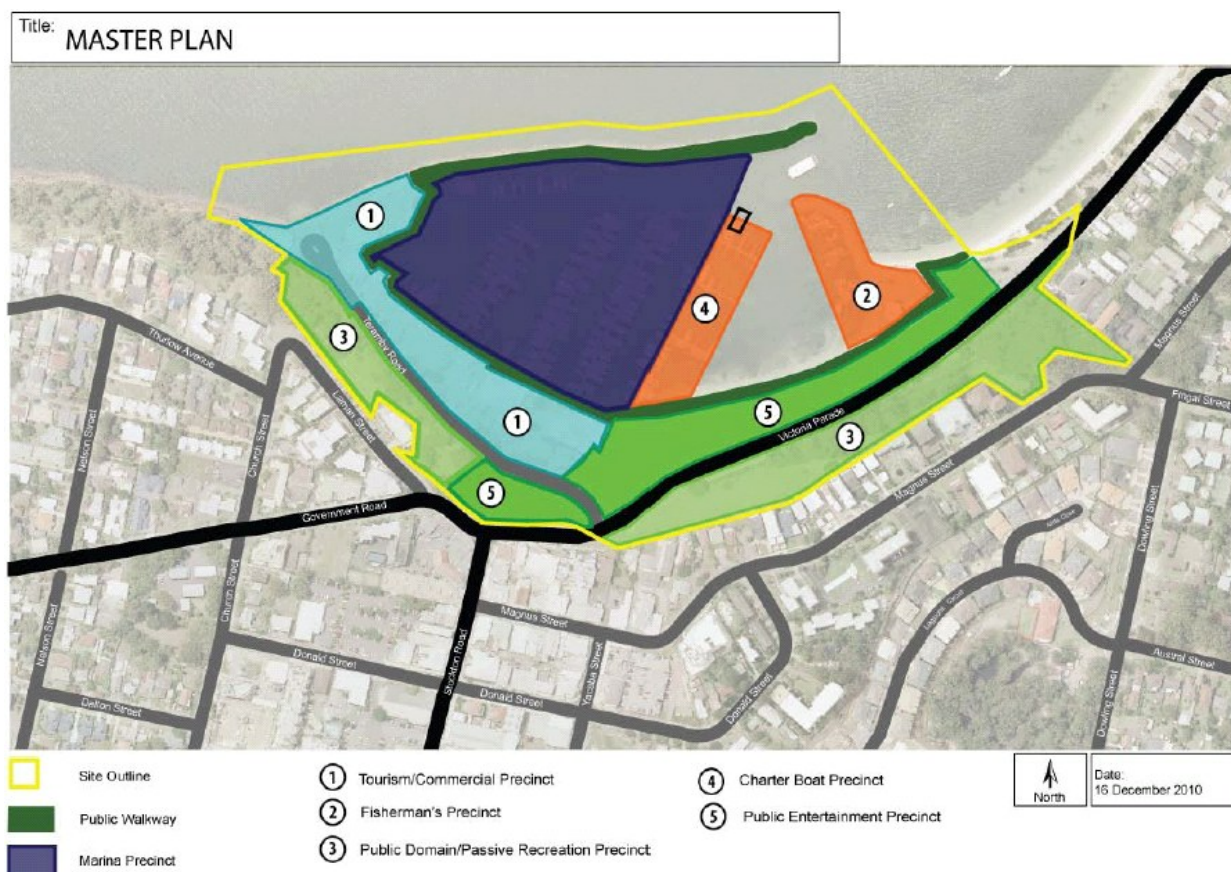 Title: MASTER PLAN
1
2
3
4
5
1
5
3
Thurlow Avenue
Teramby Road
Laman Street
Nelson Street
Church Street
Government Road
Victoria Parade
Magnus Street
Fingal Street
Magnus Street
Dowling Street
Nelson Street
Church Street
Stockton Road
Magnus Street
Yacaba Street
Donald Street
Donald Street
Donald Street
Dalton Street
Austral Street
Dowling Street
Site Outline
Public Walkway
Marina Precinct
1 Tourism/Commercial Precinct
2 Fisherman's Precinct
3 Public Domain/Passive Recreation Precinct
4 Charter Boat Precinct
5 Public Entertainment Precinct
North
Date:
16 December 2010